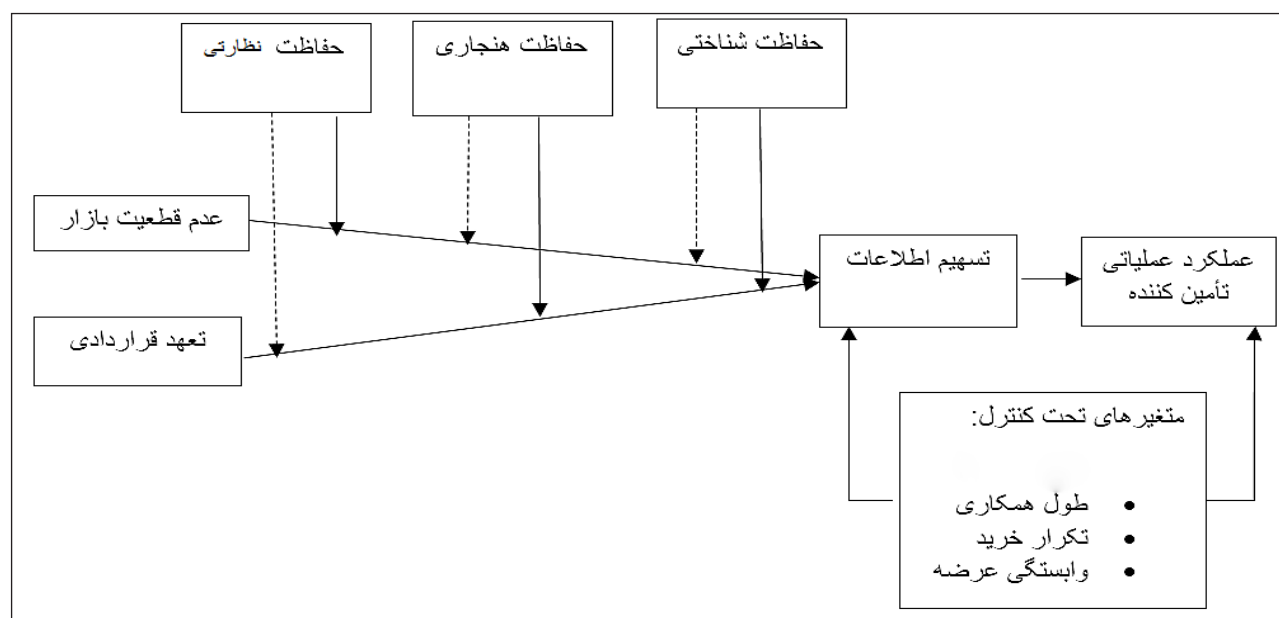 حفاظت شناختی
حفاظت هنجاری
حفاظت نظارتی
عدم قطعیت بازار
تسهیم اطلاعات
عملکرد عملیاتی
تأمین کننده
تعهد قراردادی
متغیرهای تحت کنترل:
• طول همکاری
• تکرار خرید
• وابستگی عرضه